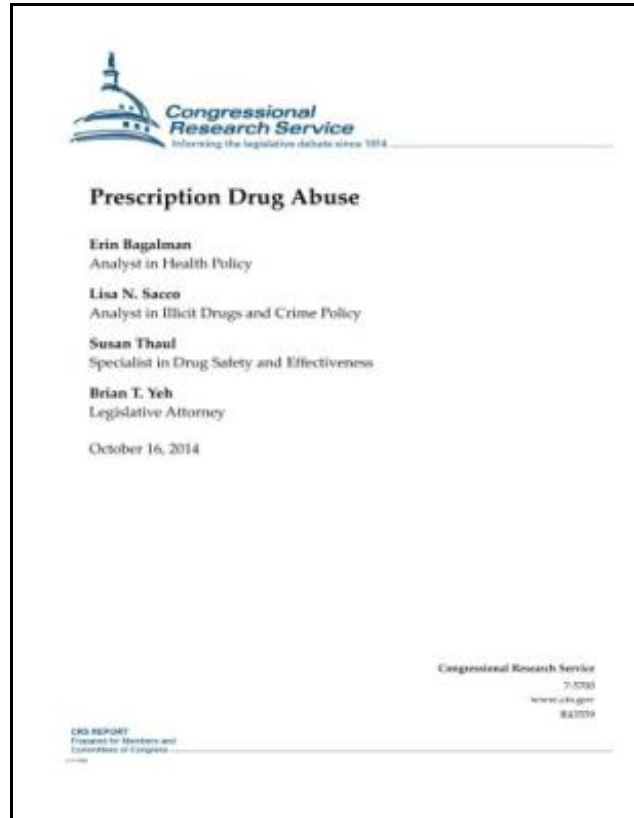 Congressional
Research Service
Informing the legislative debate since 1914
Prescription Drug Abuse
Erin Bagalman
Analyst in Health Policy
Lisa N. Sacco
Analyst in Illicit Drugs and Crime Policy
Susan Thaul
Specialist in Drug Safety and Effectiveness
Brian T. Yeh
Legislative Attorney
October 16, 2014
Congressional Research Service
7-5700
www.crs.gov
R43559
CRS REPORT
Prepared for Members and
Committees of Congress